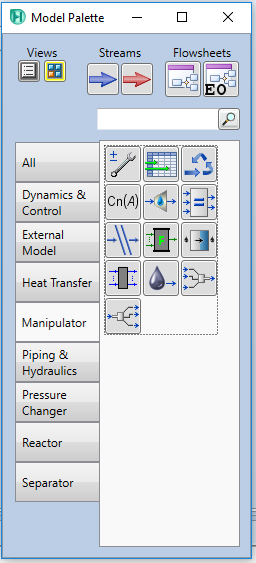 Model Palette
Views
Streams
Flowsheets
EO
All
Cn(A)
Dynamics &
Control
External
Model
F
Heat Transfer
Manipulator
Piping &
Hydraulics
Pressure
Changer
Reactor
Separator